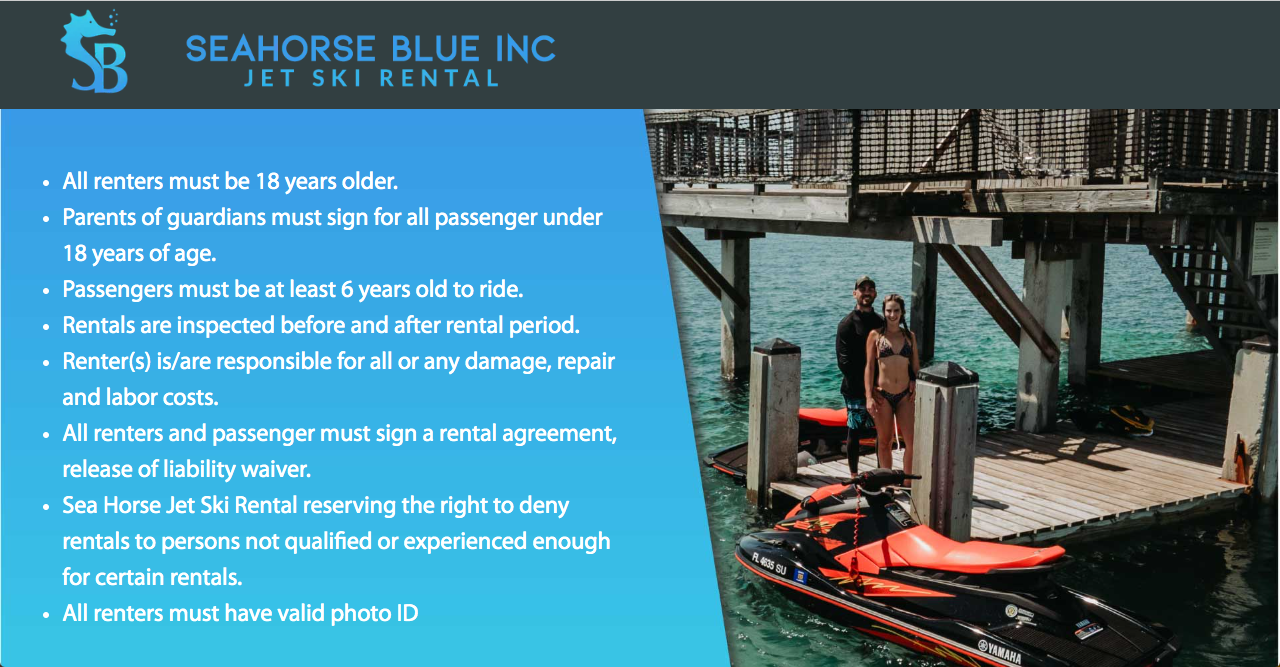 SB
SEAHORSE BLUE INC
JET SKI RENTAL
• All renters must be 18 years older.
• Parents of guardians must sign for all passenger under
18 years of age.
• Passengers must be at least 6 years old to ride.
• Rentals are inspected before and after rental period.
• Renter(s) is/are responsible for all or any damage, repair
and labor costs.
• All renters and passenger must sign a rental agreement,
release of liability waiver.
• Sea Horse Jet Ski Rental reserving the right to deny
rentals to persons not qualified or experienced enough
for certain rentals.
• All renters must have valid photo ID
FL 4635 SU
YAMAHA